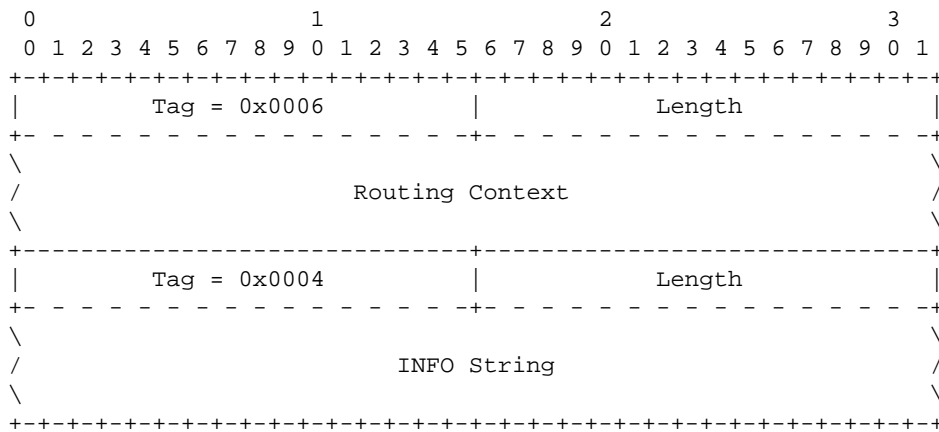 0                   1                   2                   3
 0 1 2 3 4 5 6 7 8 9 0 1 2 3 4 5 6 7 8 9 0 1 2 3 4 5 6 7 8 9 0 1
+-+-+-+-+-+-+-+-+-+-+-+-+-+-+-+-+-+-+-+-+-+-+-+-+-+-+-+-+-+-+-+-+
|         Tag = 0x0006          |            Length             |
+- - - - - - - - - - - - - - - -+- - - - - - - - - - - - - - - -+
\                                                               \
/                       Routing Context                         /
\                                                               \
+-------------------------------+-------------------------------+
|         Tag = 0x0004          |            Length             |
+- - - - - - - - - - - - - - - -+- - - - - - - - - - - - - - - -+
\                                                               \
/                          INFO String                          /
\                                                               \
+-+-+-+-+-+-+-+-+-+-+-+-+-+-+-+-+-+-+-+-+-+-+-+-+-+-+-+-+-+-+-+-+